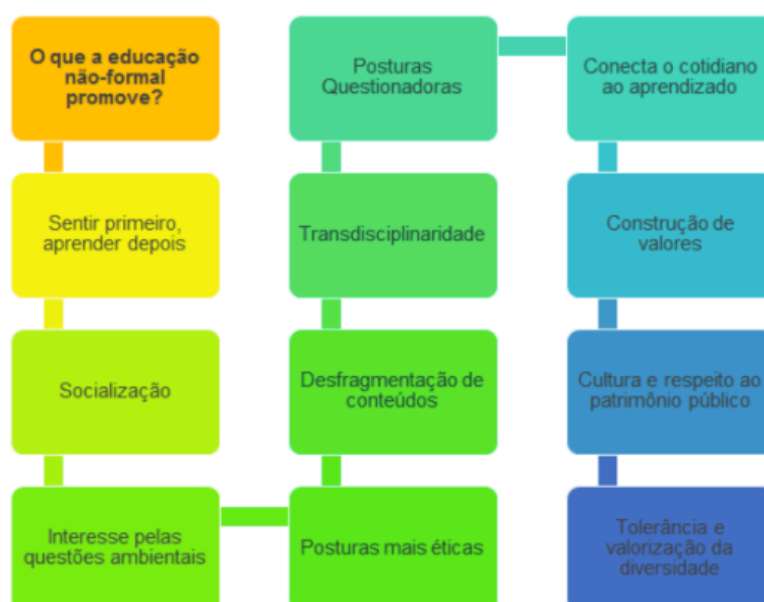 O que a educação
não-formal
promove?
Sentir primeiro,
aprender depois
Socialização
Interesse pelas
questões ambientais
Posturas mais éticas
Desfragmentação de
conteúdos
Transdisciplinaridade
Posturas
Questionadoras
Conecta o cotidiano
ao aprendizado
Construção de
valores
Cultura e respeito ao
patrimônio público
Tolerância e
valorização da
diversidade